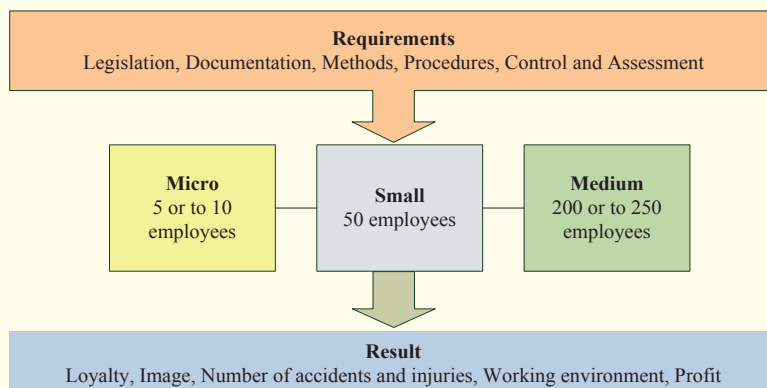 Requirements
Legislation, Documentation, Methods, Procedures, Control and Assessment
Micro
5 or to 10
employees
Small
50 employees
Medium
200 or to 250
employees
Result
Loyalty, Image, Number of accidents and injuries, Working environment, Profit